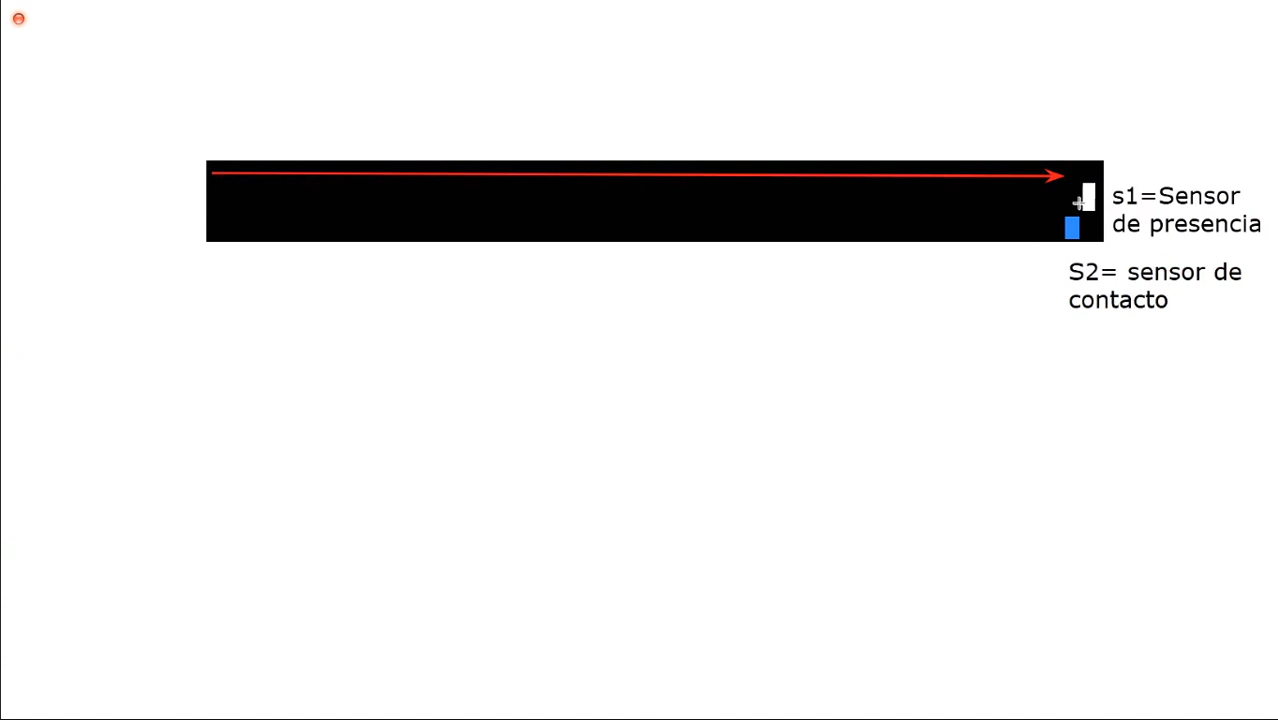 s1=Sensor
de presencia
S2= sensor de
contacto